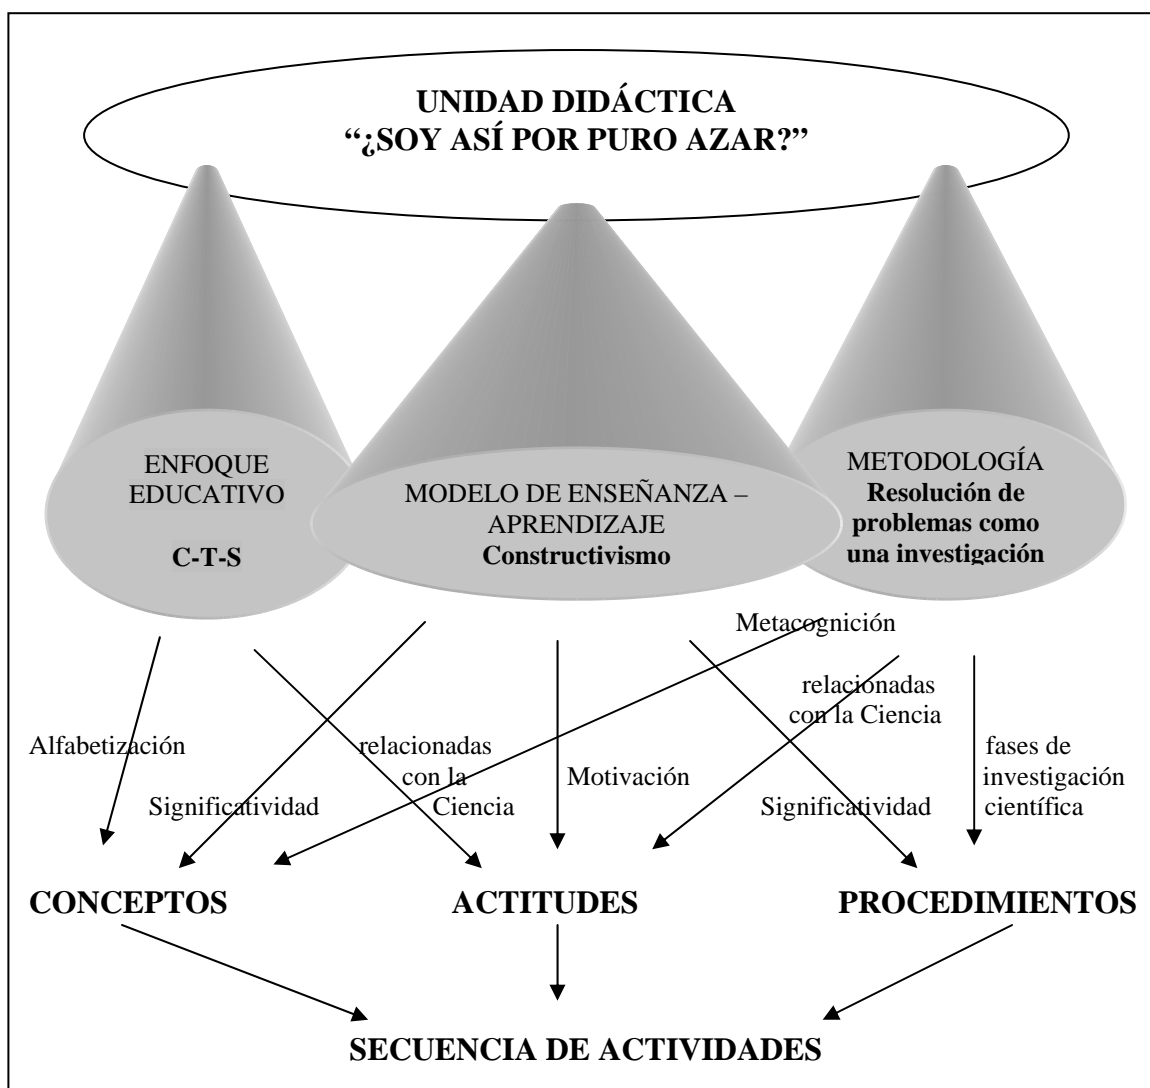 UNIDAD DIDÁCTICA
“¿SOY ASÍ POR PURO AZAR?”
ENFOQUE
EDUCATIVO
C-T-S
MODELO DE ENSEÑANZA –
APRENDIZAJE
Constructivismo
METODOLOGÍA
Resolución de
problemas como
una investigación
Metacognición
relacionadas
con la Ciencia
Alfabetización
relacionadas
con la
Ciencia
Motivación
fases de
investigación
científica
Significatividad
Significatividad
CONCEPTOS
ACTITUDES
PROCEDIMIENTOS
SECUENCIA DE ACTIVIDADES